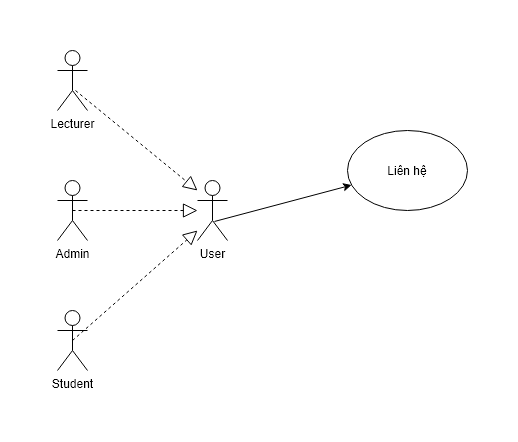 Lecturer
Liên hệ
Admin
User
Student